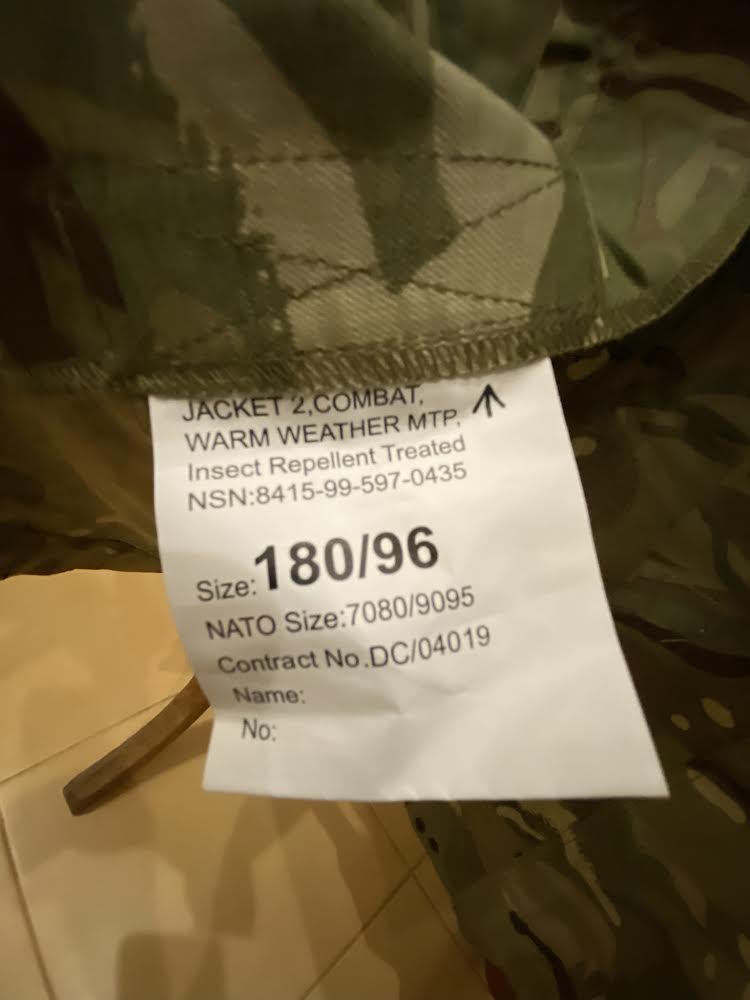 JACKET 2,COMBAT,
WARM WEATHER MTP,
Insect Repellent Treated
NSN:8415-99-597-0435
Size:180/96
NATO Size:7080/9095
Contract No.DC/04019
Name:
No: